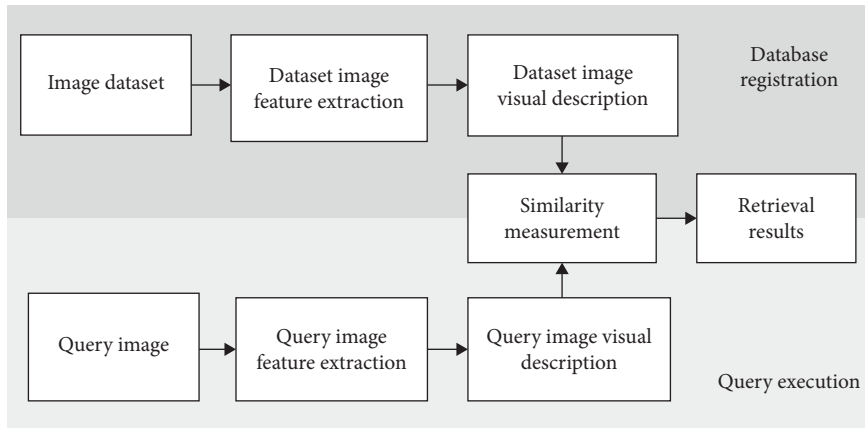 Image dataset
Dataset image
feature extraction
Dataset image
visual description
Database
registration
Similarity
measurement
Retrieval
results
Query image
Query image
feature extraction
Query image visual
description
Query execution